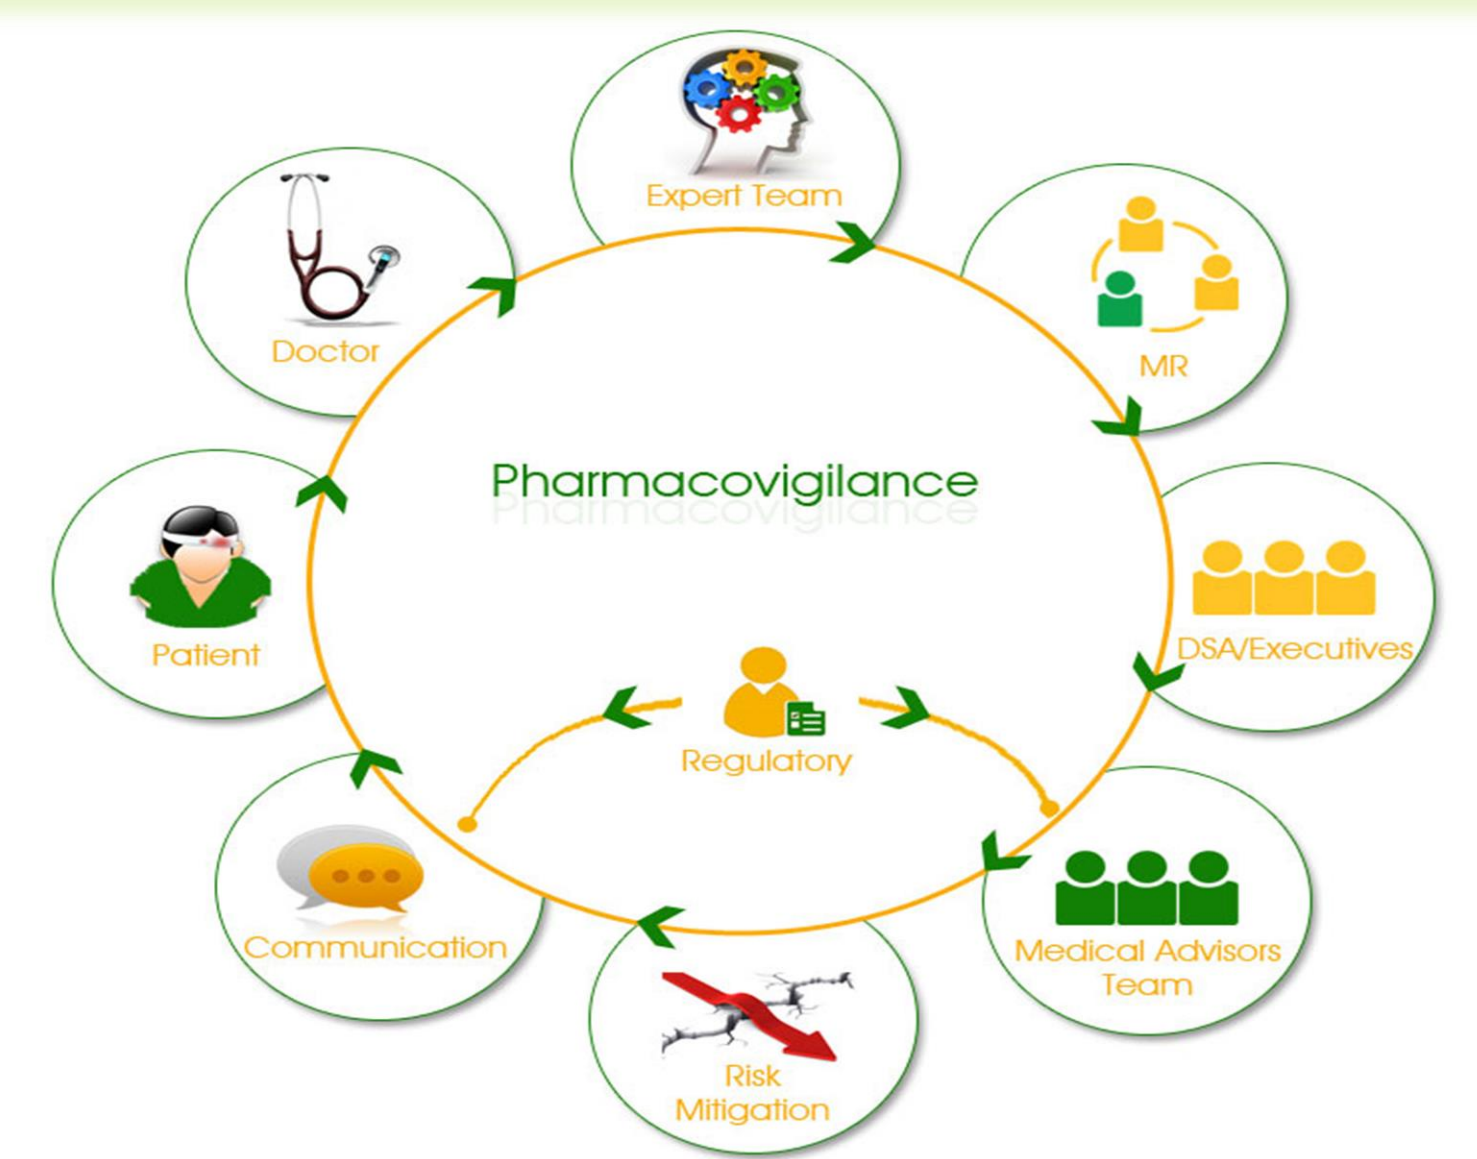 Expert Team
Doctor
MR
Pharmacovigilance
Patient
DSA/Executives
Regulatory
Communication
Medical Advisors
Team
Risk
Mitigation